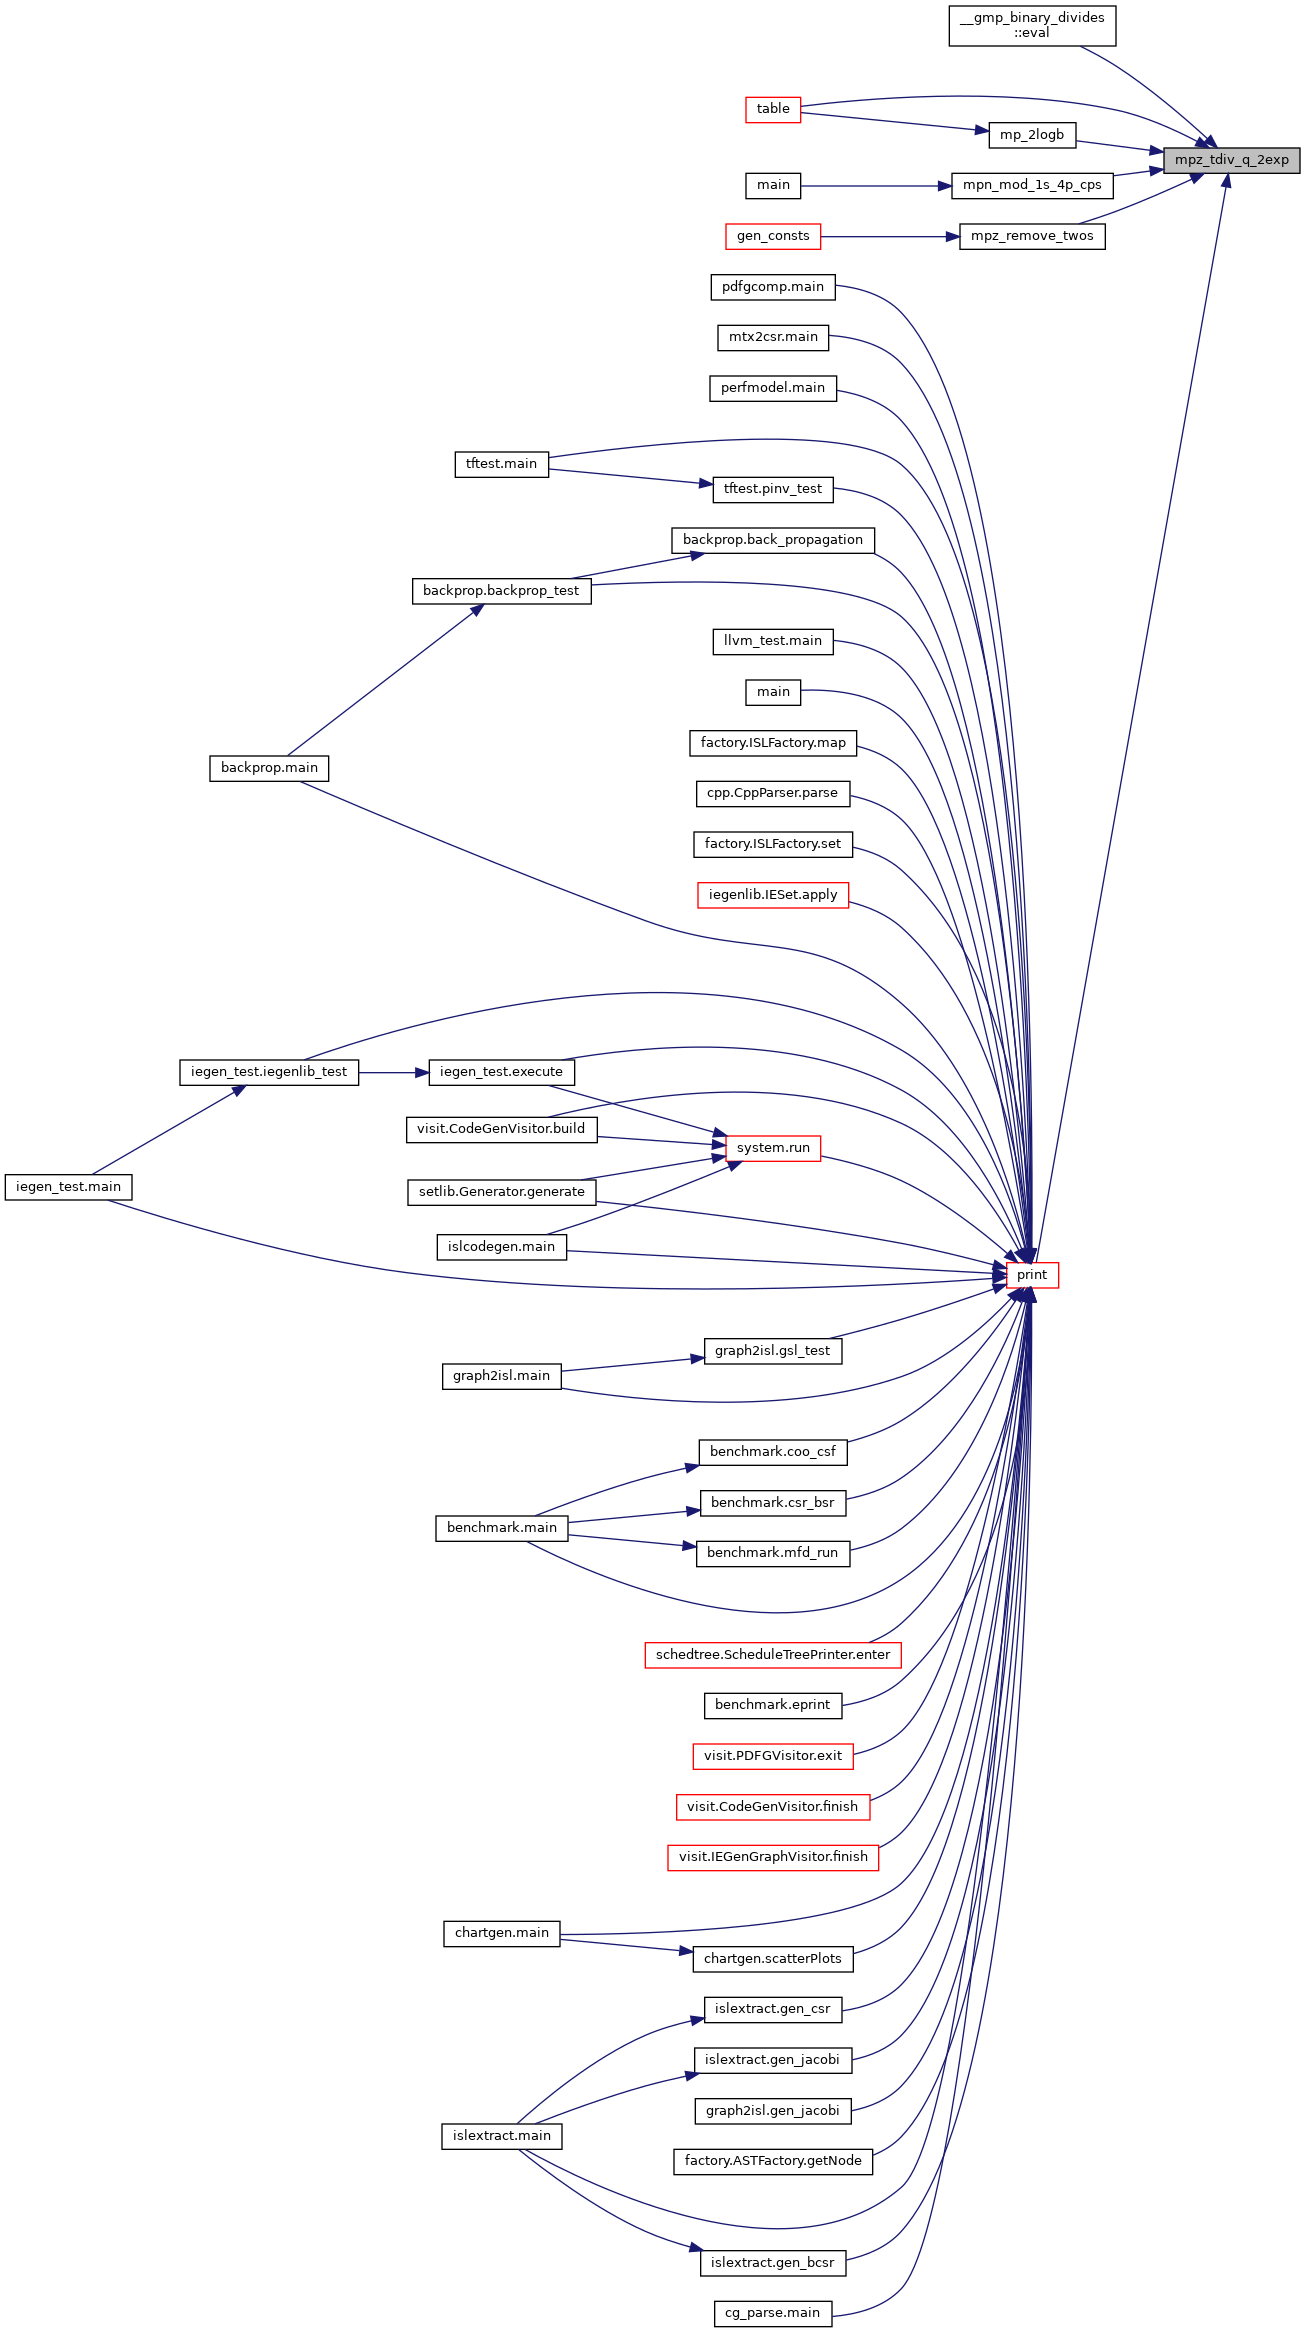 __gmp_binary_divides
::eval
table
mp_2logb
mpz_tdiv_q_2exp
main
mpn_mod_1s_4p_cps
gen_consts
mpz_remove_twos
pdfgcomp.main
mtx2csr.main
perfmodel.main
tftest.main
tftest.pinv_test
backprop.back_propagation
backprop.backprop_test
llvm_test.main
main
factory.ISLFactory.map
backprop.main
cpp.CppParser.parse
factory.ISLFactory.set
iegenlib.IESet.apply
iegen_test.iegenlib_test
iegen_test.execute
visit.CodeGenVisitor.build
system.run
iegen_test.main
setlib.Generator.generate
islcodegen.main
print
graph2isl.gsl_test
graph2isl.main
benchmark.coo_csf
benchmark.csr_bsr
benchmark.main
benchmark.mfd_run
schedtree.ScheduleTreePrinter.enter
benchmark.eprint
visit.PDFGVisitor.exit
visit.CodeGenVisitor.finish
visit.IEGenGraphVisitor.finish
chartgen.main
chartgen.scatterPlots
islextract.gen_csr
islextract.gen_jacobi
graph2isl.gen_jacobi
islextract.main
factory.ASTFactory.getNode
islextract.gen_bcsr
cg_parse.main